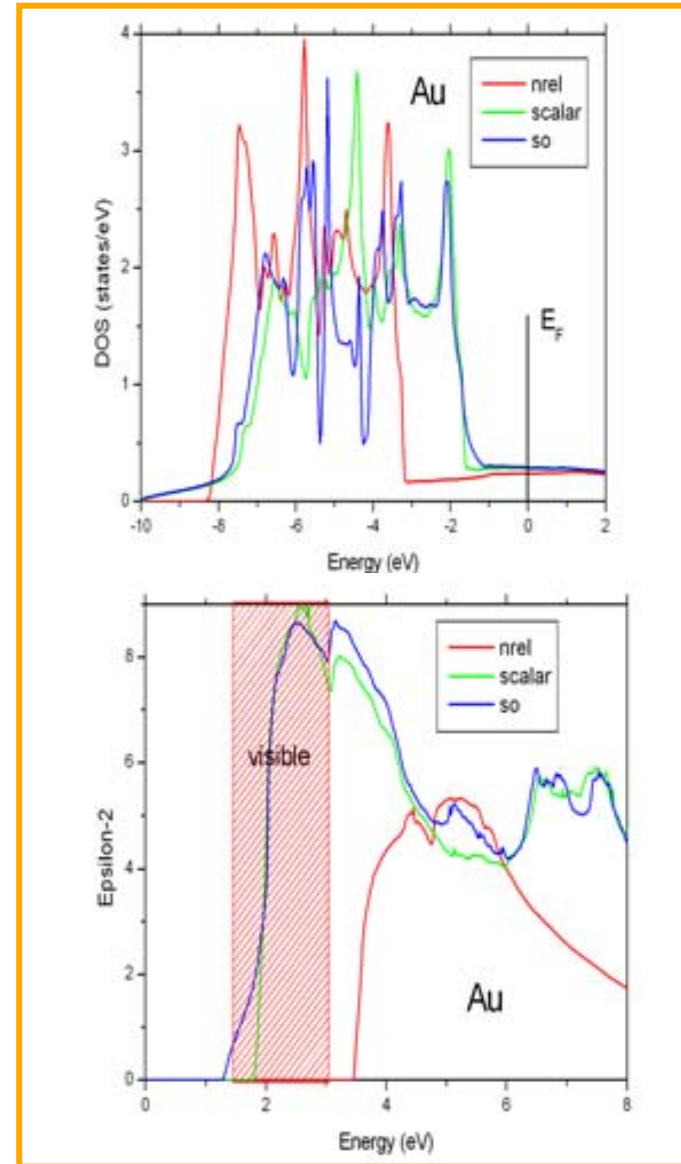 4
3
2
1
0
DOS (states/eV)
Au
nrel
scalar
so
E_F
-10 -8 -6 -4 -2 0 2
Energy (eV)
8
6
4
2
0
Epsilon-2
nrel
scalar
so
visible
Au
0 2 4 6 8
Energy (eV)